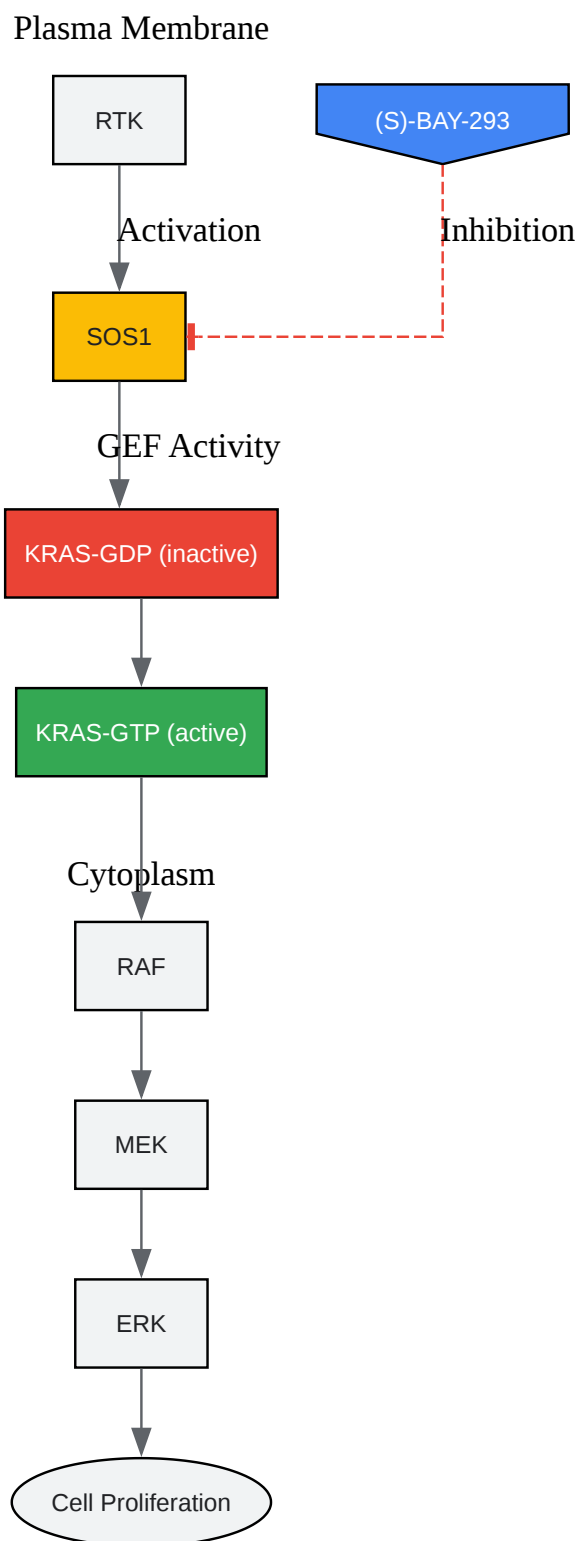 Plasma Membrane
RTK
(S)-BAY-293
Activation
Inhibition
SOS1
GEF Activity
KRAS-GDP (inactive)
KRAS-GTP (active)
Cytoplasm
RAF
MEK
ERK
Cell Proliferation